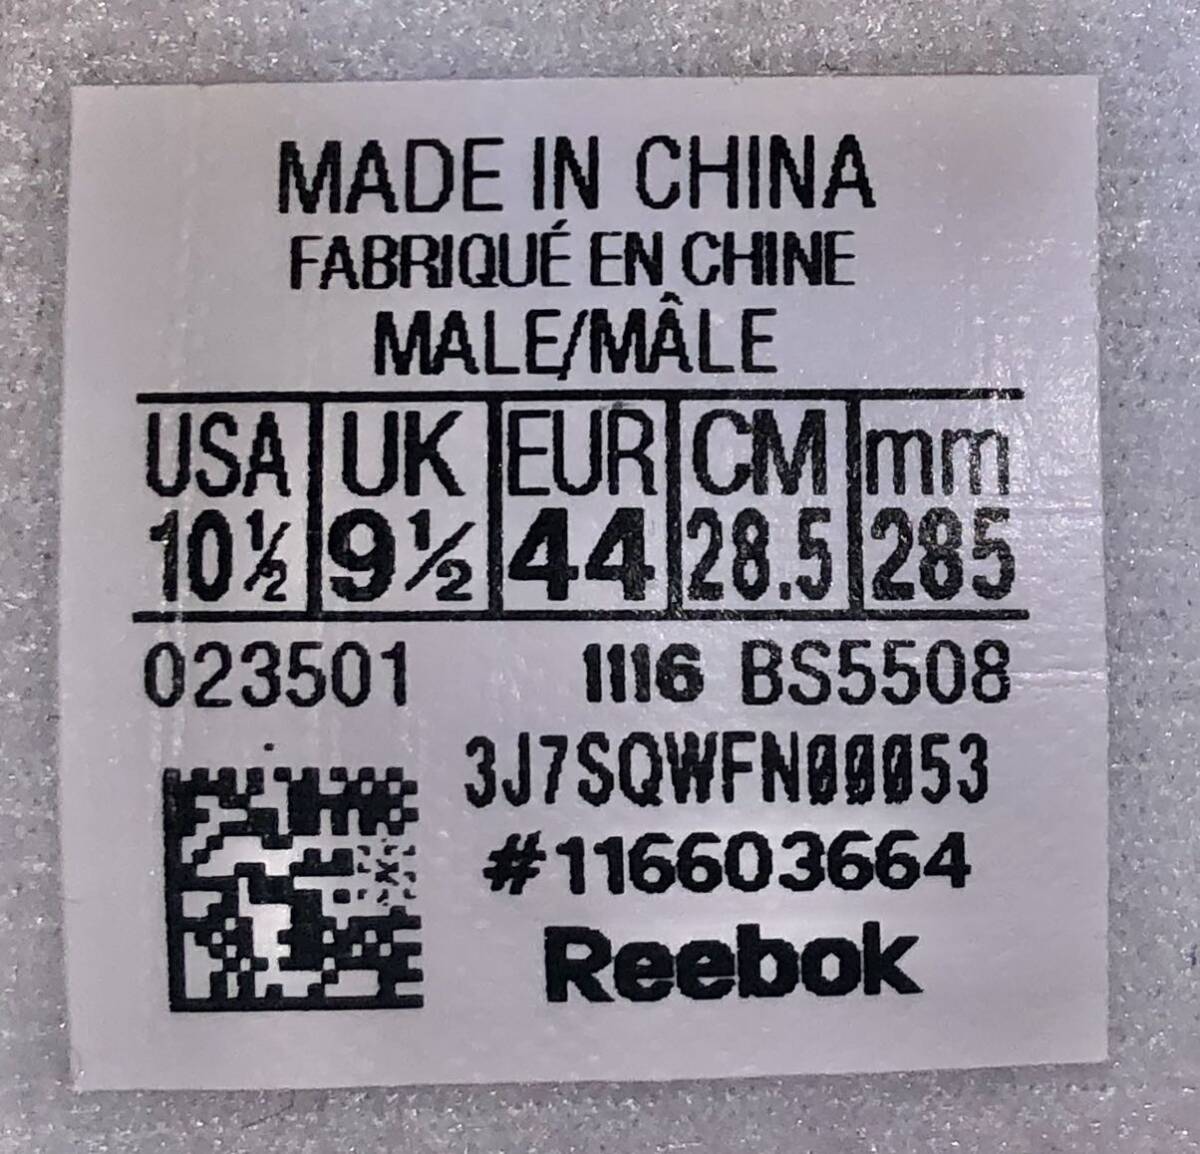 MADE IN CHINA
FABRIQUÉ EN CHINE
MALE/MÂLE
USA UK EUR CM mm
10½ 9½ 44 28.5 285
023501 1116 BS5508
3J7SQWFN00053
#116603664
Reebok